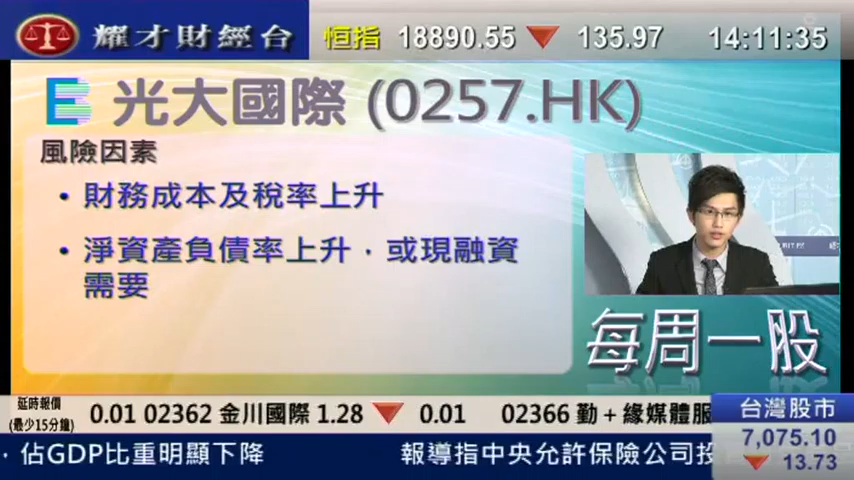 耀才財經台 恒指 18890.55 135.97 14:11:35
光大國際 (0257.HK)
風險因素
• 財務成本及稅率上升
• 淨資產負債率上升，或現融資
需要
每周一股
延時報價
(最少15分鐘)
0.01 02362 金川國際 1.28 0.01 02366 勤+緣媒體服
台灣股市
7,075.10
13.73
·佔GDP比重明顯下降 報導指中央允許保險公司投